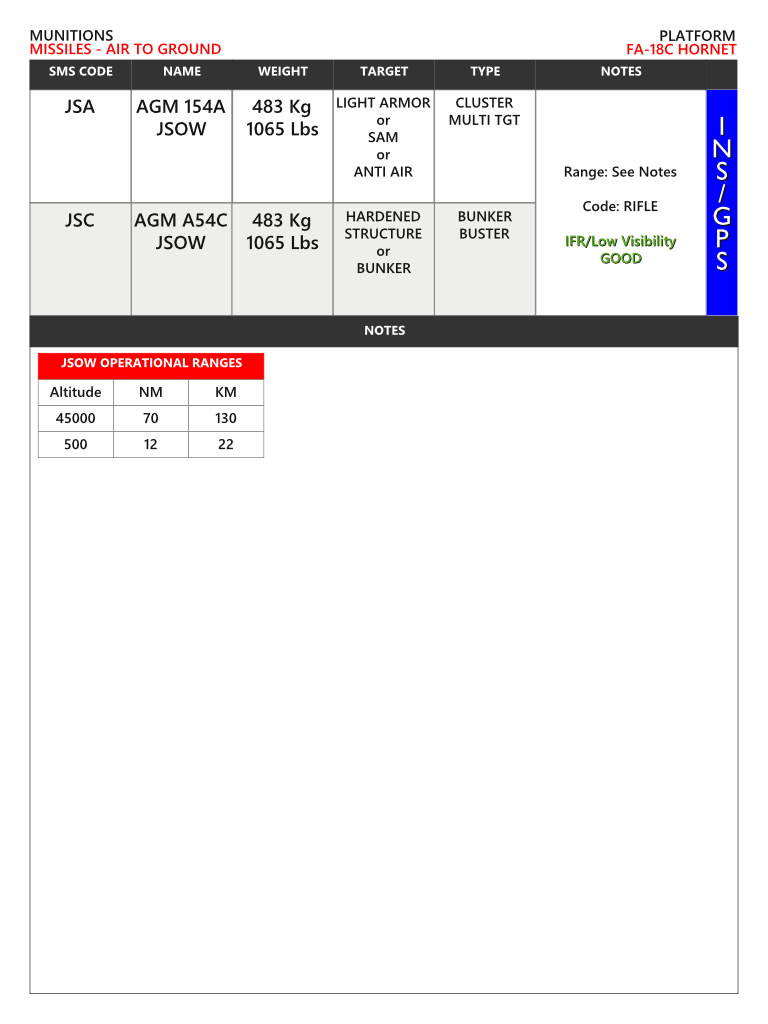 MUNITIONS PLATFORM
MISSILES - AIR TO GROUND FA-18C HORNET
SMS CODE NAME WEIGHT TARGET TYPE NOTES
JSA
AGM 154A
JSOW
483 Kg
1065 Lbs
LIGHT ARMOR
or
SAM
or
ANTI AIR
CLUSTER
MULTI TGT
JSC
AGM A54C
JSOW
483 Kg
1065 Lbs
HARDENED
STRUCTURE
or
BUNKER
BUNKER
BUSTER
Range: See Notes
Code: RIFLE
IFR/Low Visibility
GOOD
I
N
S
/
G
P
S
NOTES
JSOW OPERATIONAL RANGES
Altitude NM KM
45000 70 130
500 12 22